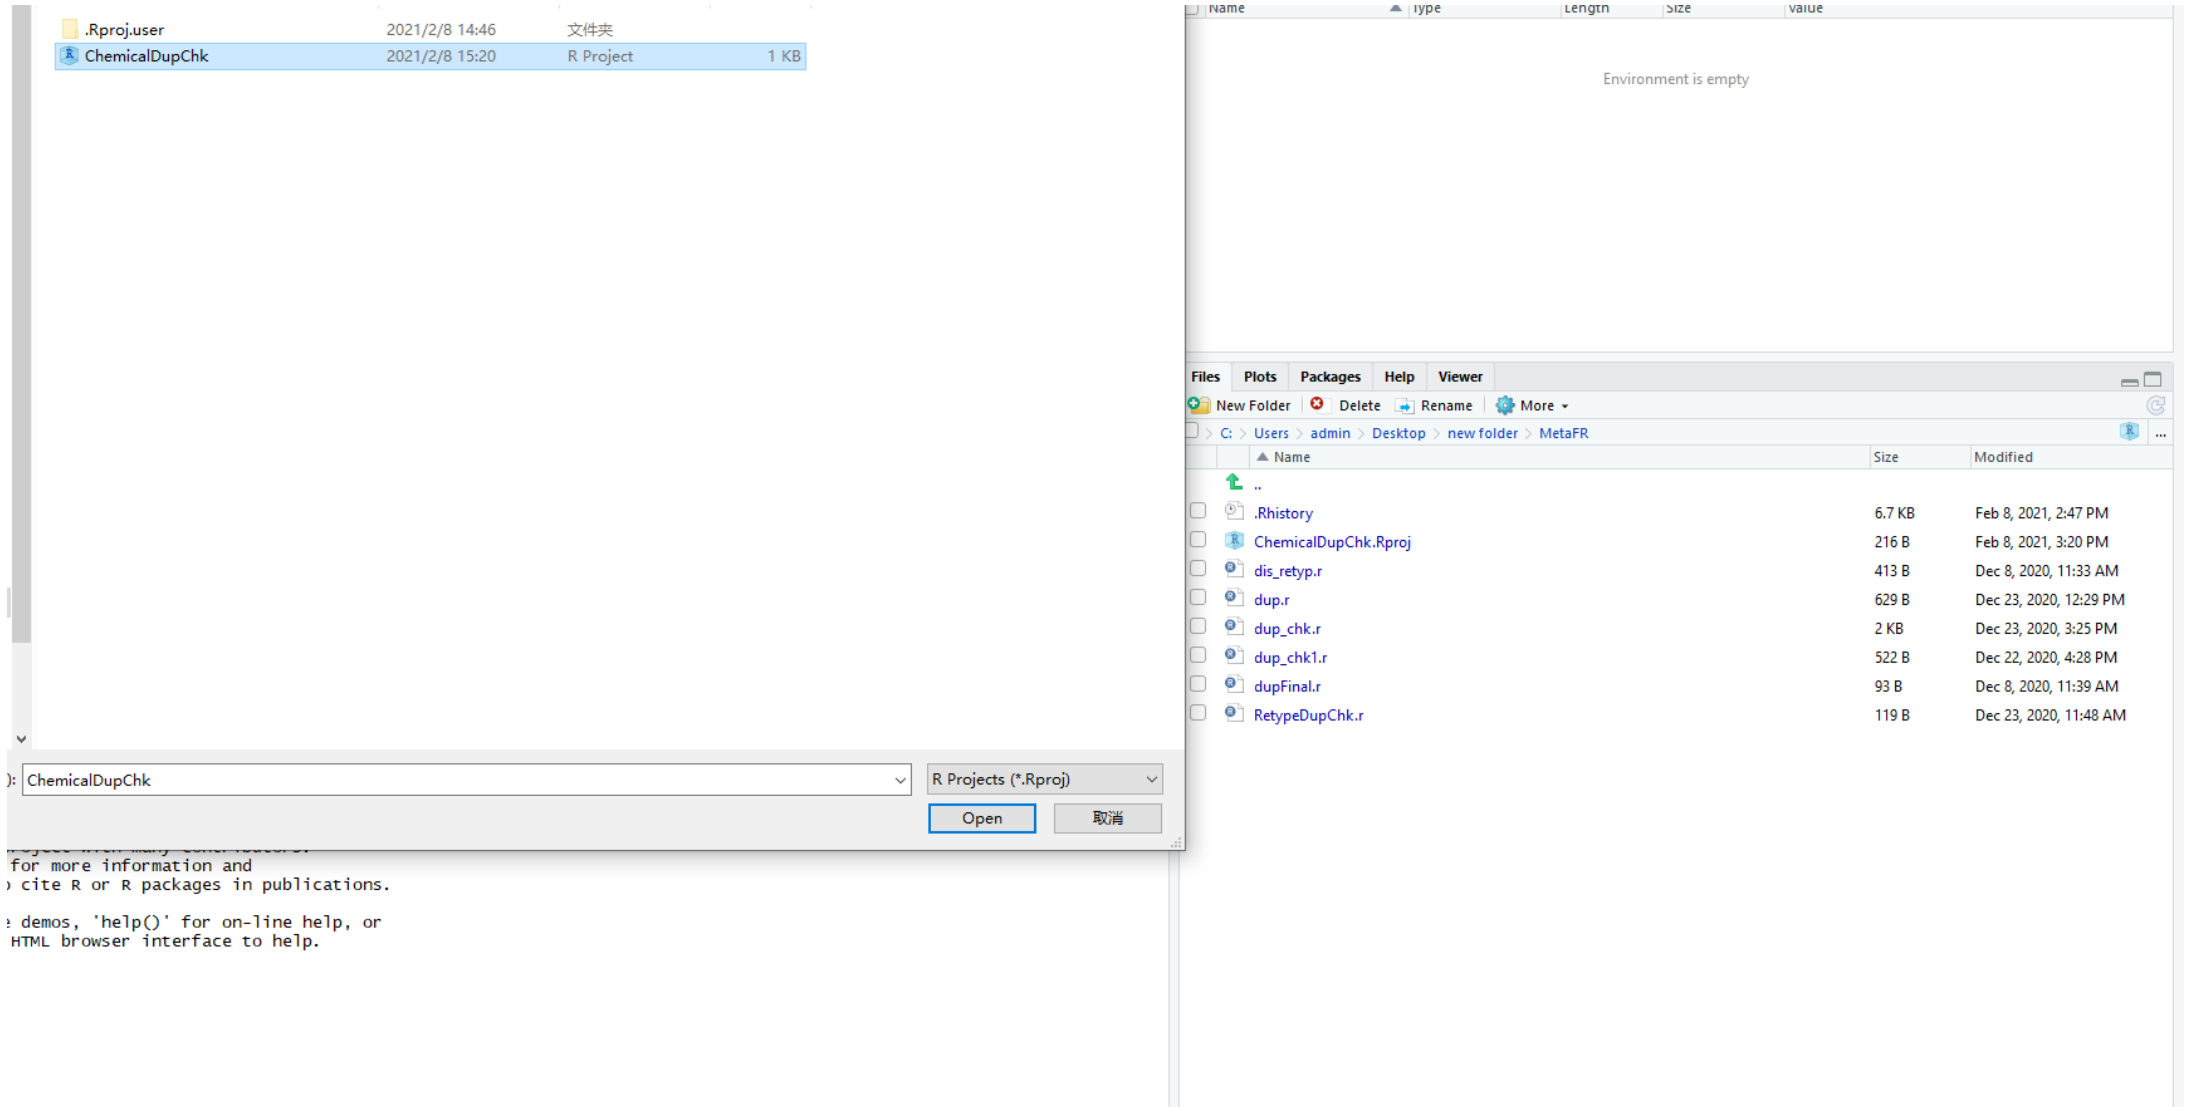 .Rproj.user 2021/2/8 14:46 文件夹
ChemicalDupChk 2021/2/8 15:20 R Project 1 KB
Name Type Length Size Value
Environment is empty
Files Plots Packages Help Viewer
New Folder Delete Rename More
C: Users admin Desktop new folder MetaFR ...
Name Size Modified
..
.Rhistory 6.7 KB Feb 8, 2021, 2:47 PM
ChemicalDupChk.Rproj 216 B Feb 8, 2021, 3:20 PM
dis_retyp.r 413 B Dec 8, 2020, 11:33 AM
dup.r 629 B Dec 23, 2020, 12:29 PM
dup_chk.r 2 KB Dec 23, 2020, 3:25 PM
dup_chk1.r 522 B Dec 22, 2020, 4:28 PM
dupFinal.r 93 B Dec 8, 2020, 11:39 AM
RetypeDupChk.r 119 B Dec 23, 2020, 11:48 AM
): ChemicalDupChk R Projects (*.Rproj)
Open 取消
for more information and
cite R or R packages in publications.
demos, 'help()' for on-line help, or
HTML browser interface to help.